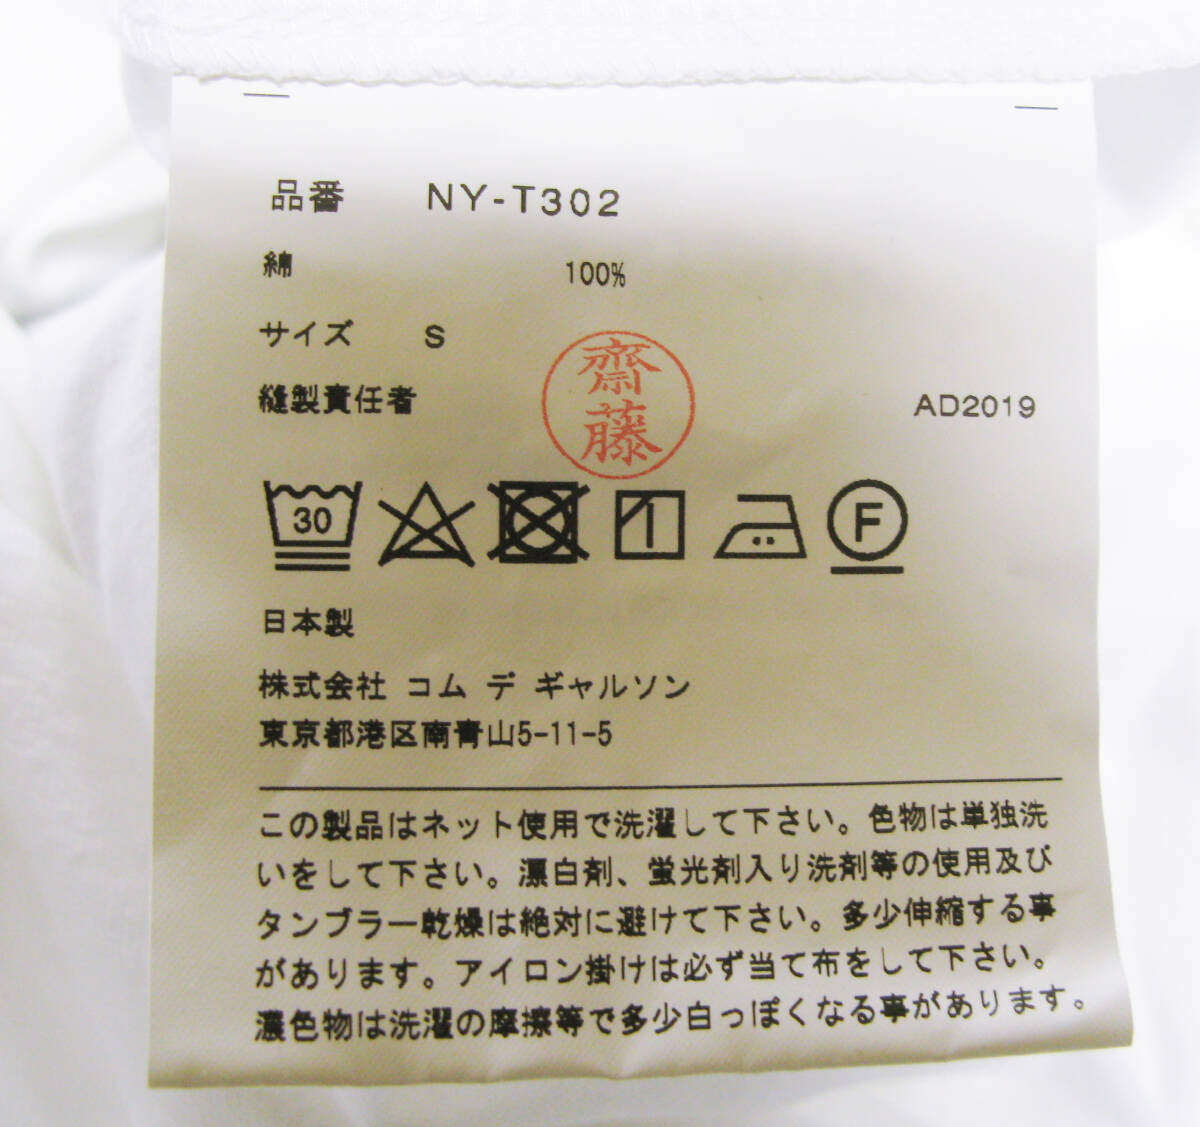 品番 NY-T302
綿 100%
サイズ S
齋藤
縫製責任者 AD2019
30 F
日本製
株式会社 コム デ ギャルソン
東京都港区南青山5-11-5
この製品はネット使用で洗濯して下さい。色物は単独洗
いをして下さい。漂白剤、蛍光剤入り洗剤等の使用及び
タンブラー乾燥は絶対に避けて下さい。多少伸縮する事
があります。アイロン掛けは必ず当て布をして下さい。
濃色物は洗濯の摩擦等で多少白っぽくなる事があります。